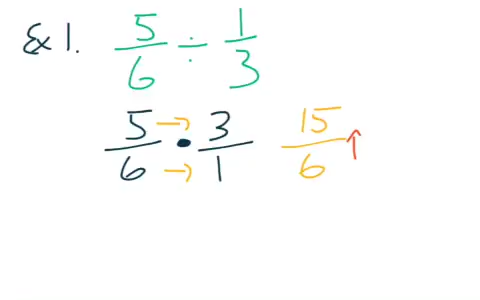 Ex 1. 5/6 ÷ 1/3
5/6 → → • 3/1 15/6 ↑